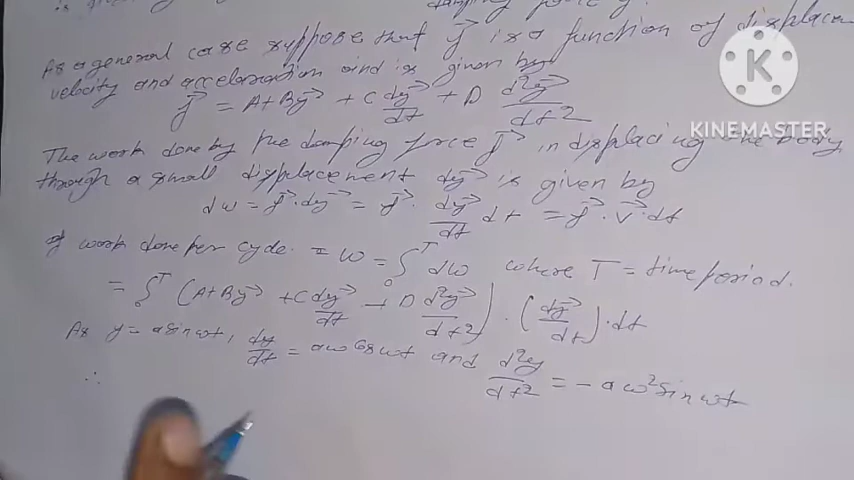 As a general case suppose that f⃗ is a function of displacem
velocity and acceleration and is given by
f⃗ = A+By⃗ + C dy⃗/dt + D d²y⃗/dt2
The work done by the damping force f⃗ in displacing the body
through a small displacement dy⃗ is given by
dw = f⃗.dy⃗ = f⃗. dy⃗/dt dt = f⃗.v⃗.dt
work done per cycle. = W = ∫₀ᵀ dw where T = time period.
= ∫₀ᵀ (A+By⃗ + C dy⃗/dt + D d²y⃗/dt2) . (dy⃗/dt).dt
As y = a sin ωt, dy/dt = aω Cos ωt and d²y/dt2 = - aω² sin ωt
∴
K
KINEMASTER